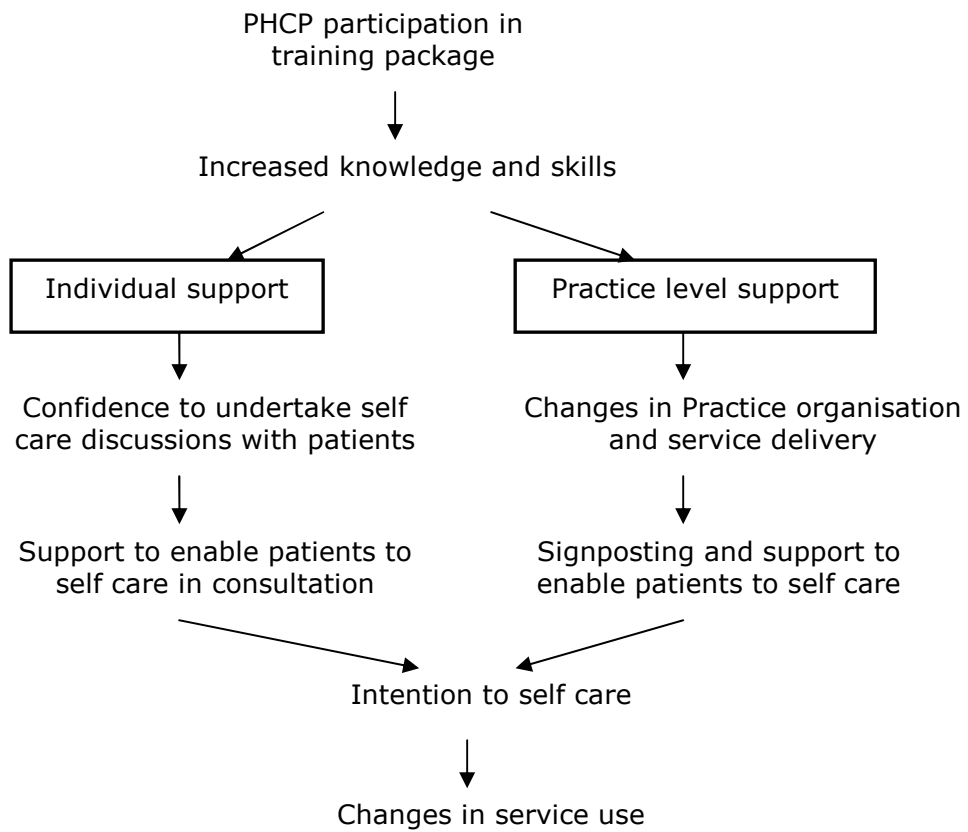 PHCP participation in
training package
Increased knowledge and skills
Individual support
Practice level support
Confidence to undertake self
care discussions with patients
Changes in Practice organisation
and service delivery
Support to enable patients to
self care in consultation
Signposting and support to
enable patients to self care
Intention to self care
Changes in service use